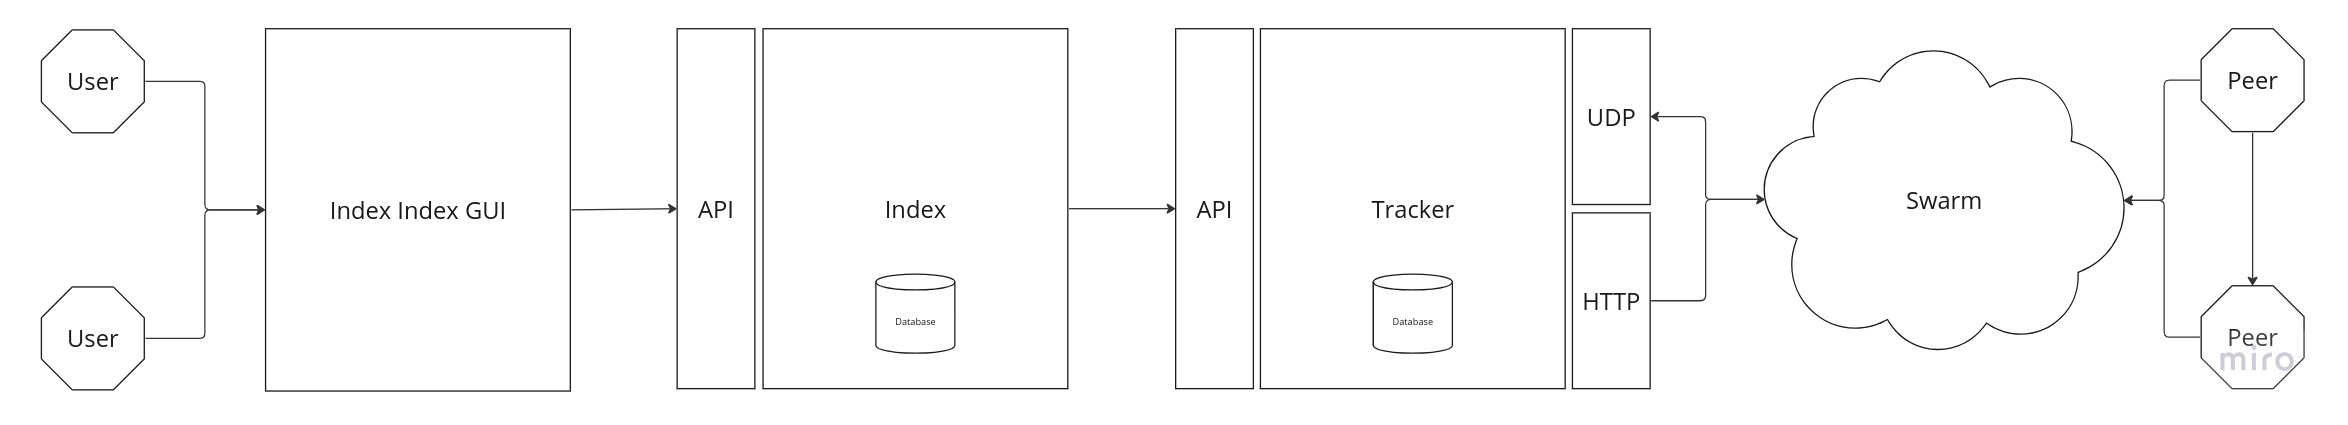 User
User
Index Index GUI
API
Index
Database
API
Tracker
Database
UDP
HTTP
Swarm
Peer
Peer
miro